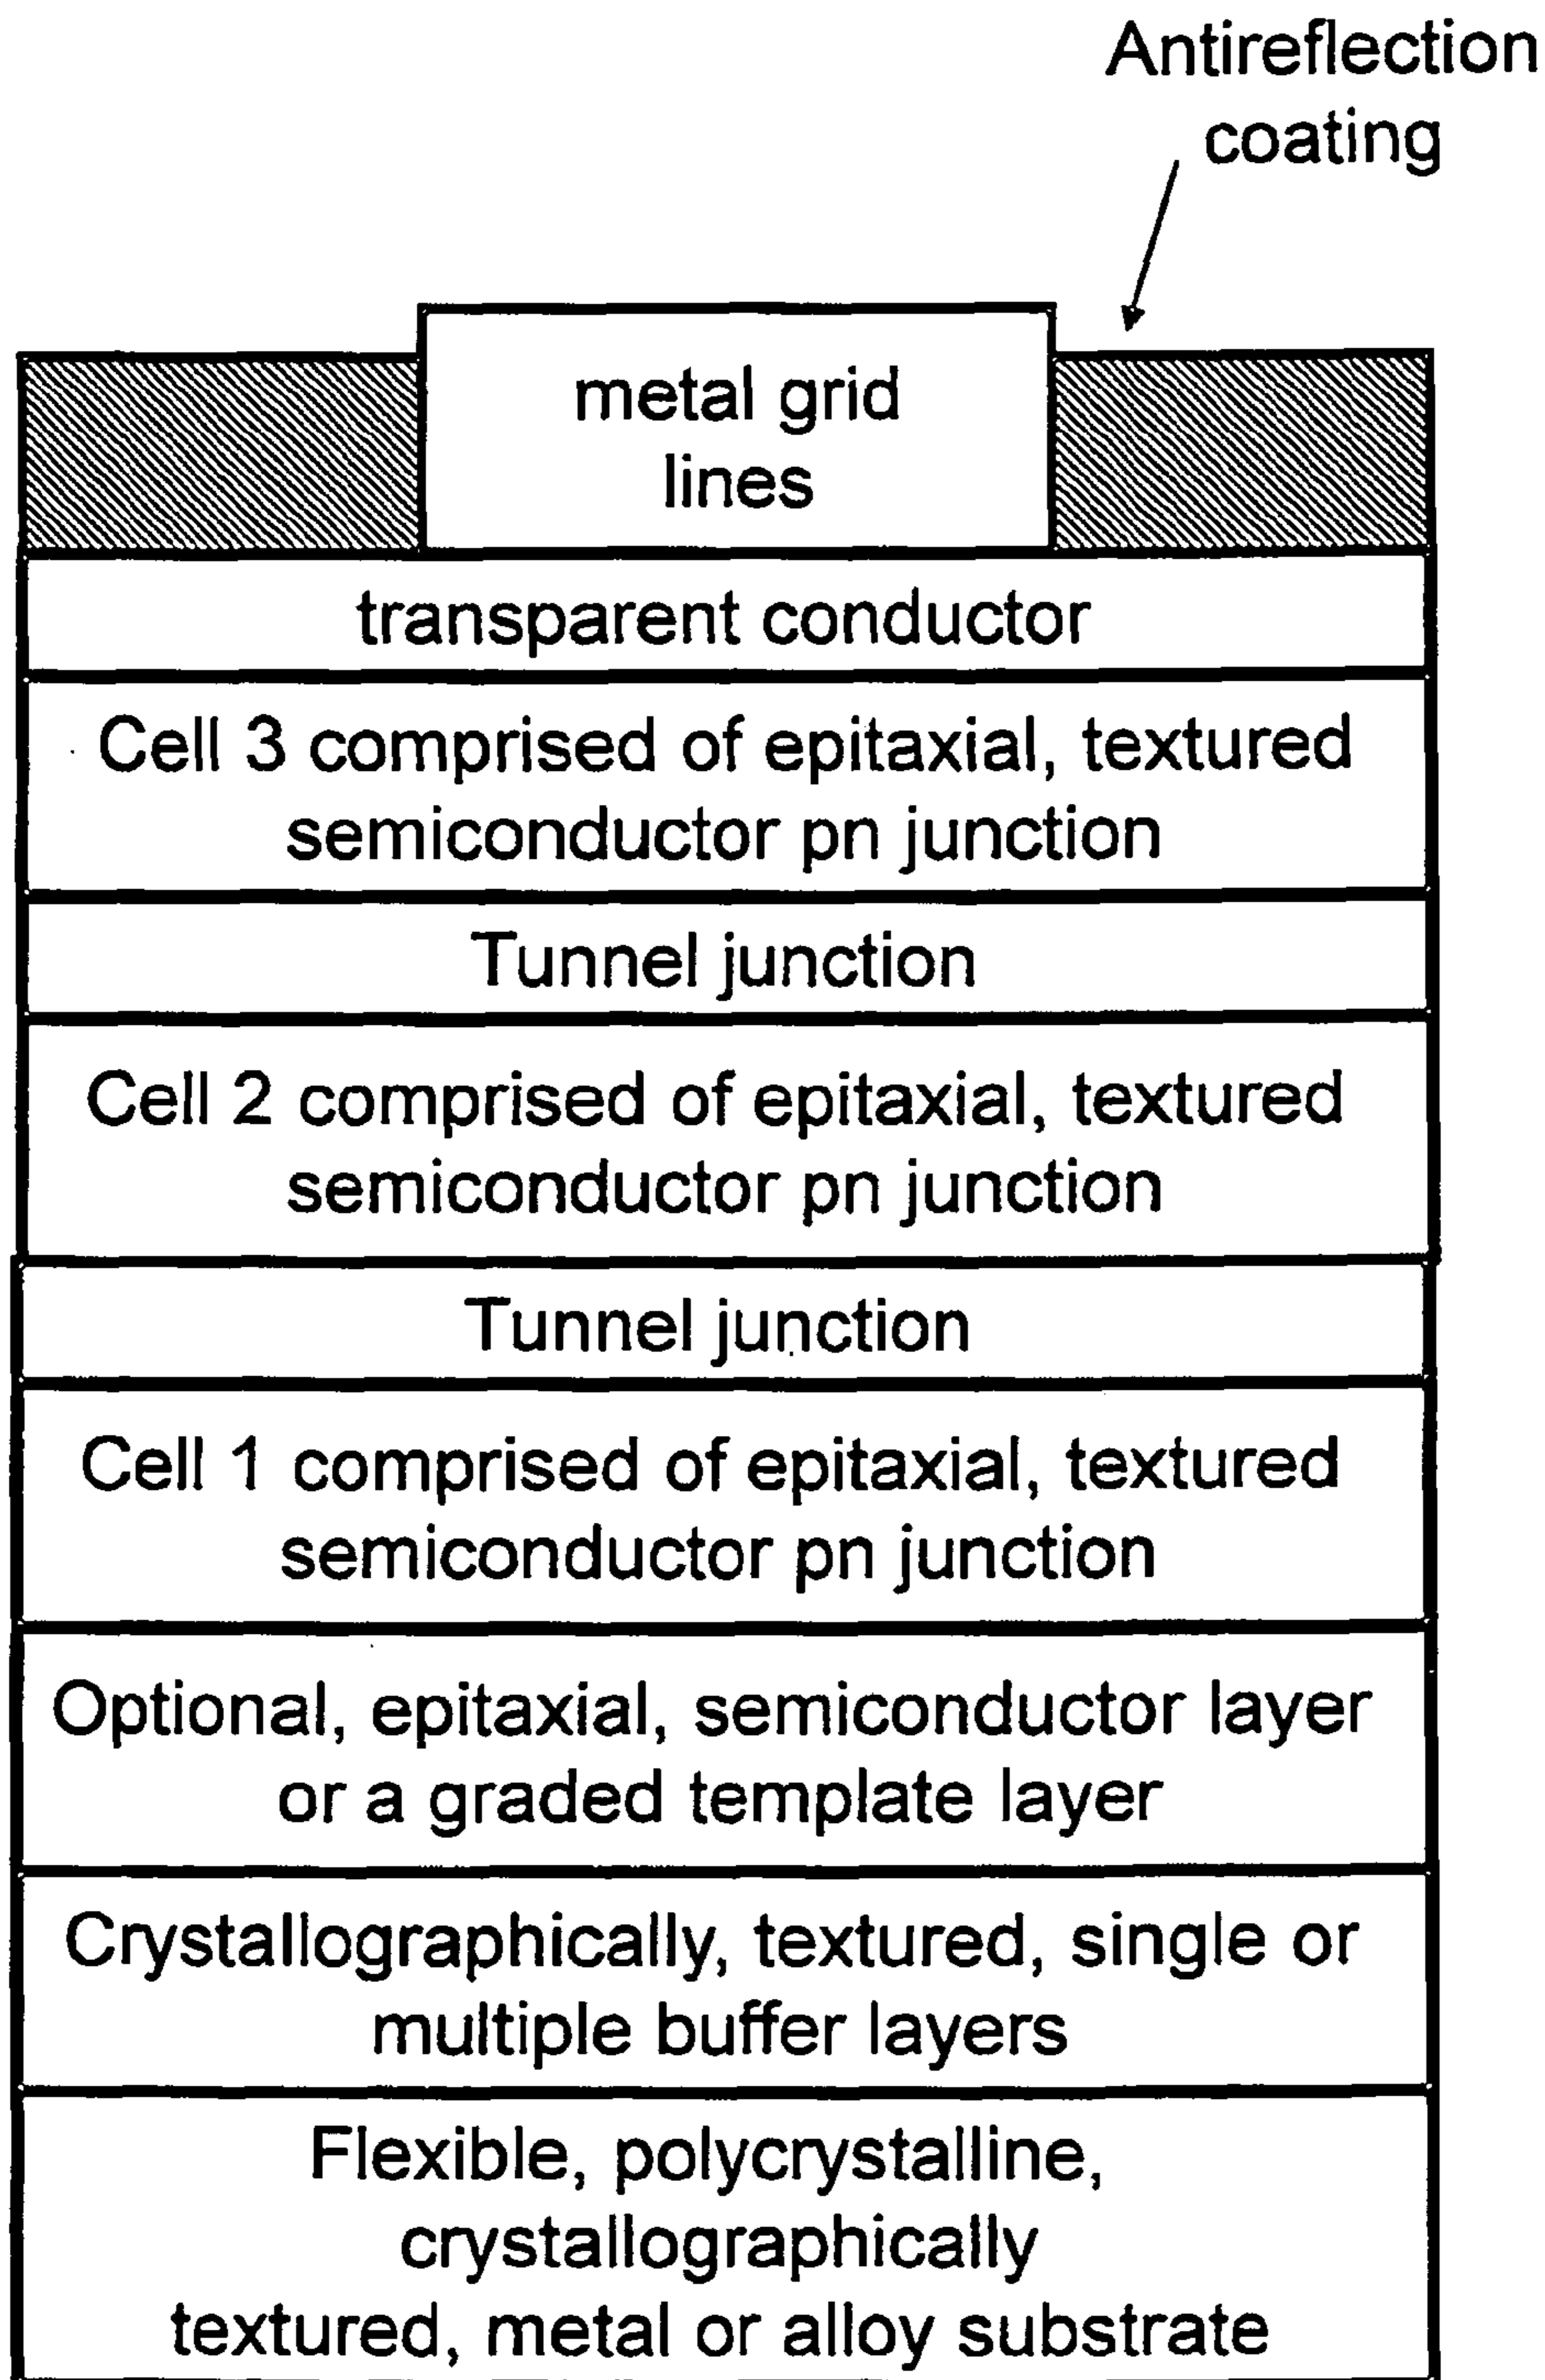 Antireflection
coating
metal grid
lines
transparent conductor
Cell 3 comprised of epitaxial, textured
semiconductor pn junction
Tunnel junction
Cell 2 comprised of epitaxial, textured
semiconductor pn junction
Tunnel junction
Cell 1 comprised of epitaxial, textured
semiconductor pn junction
Optional, epitaxial, semiconductor layer
or a graded template layer
Crystallographically, textured, single or
multiple buffer layers
Flexible, polycrystalline,
crystallographically
textured, metal or alloy substrate